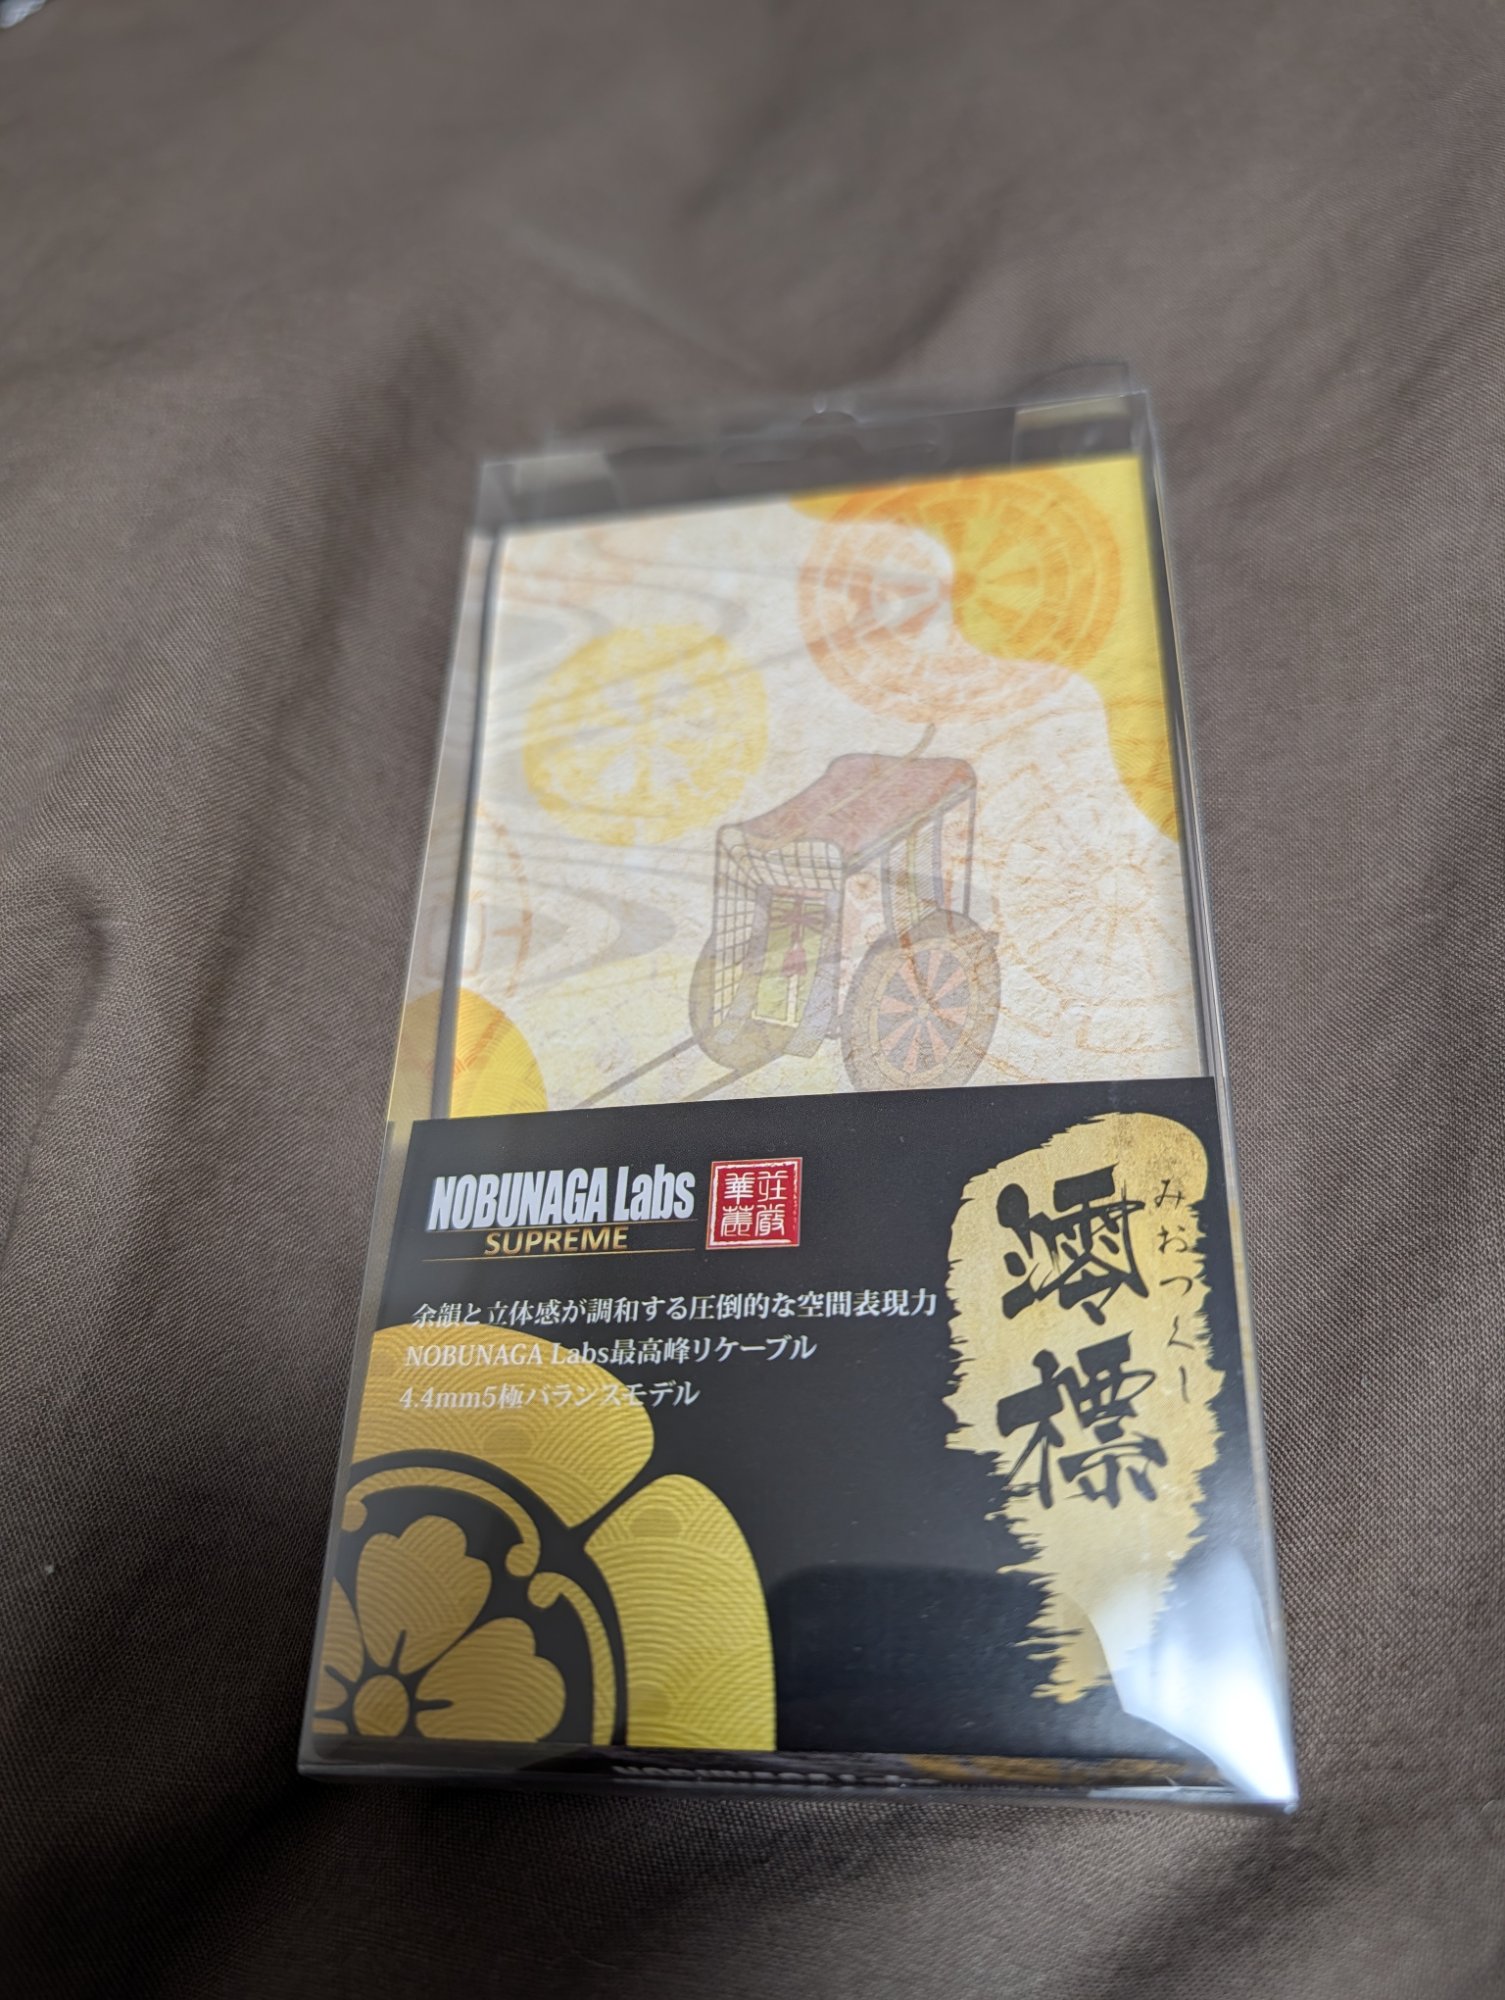 NOBUNAGA Labs
SUPREME
荘厳
華麗
余韻と立体感が調和する圧倒的な空間表現力
NOBUNAGA Labs最高峰リケーブル
4.4mm5極バランスモデル
澪標
みおつくし